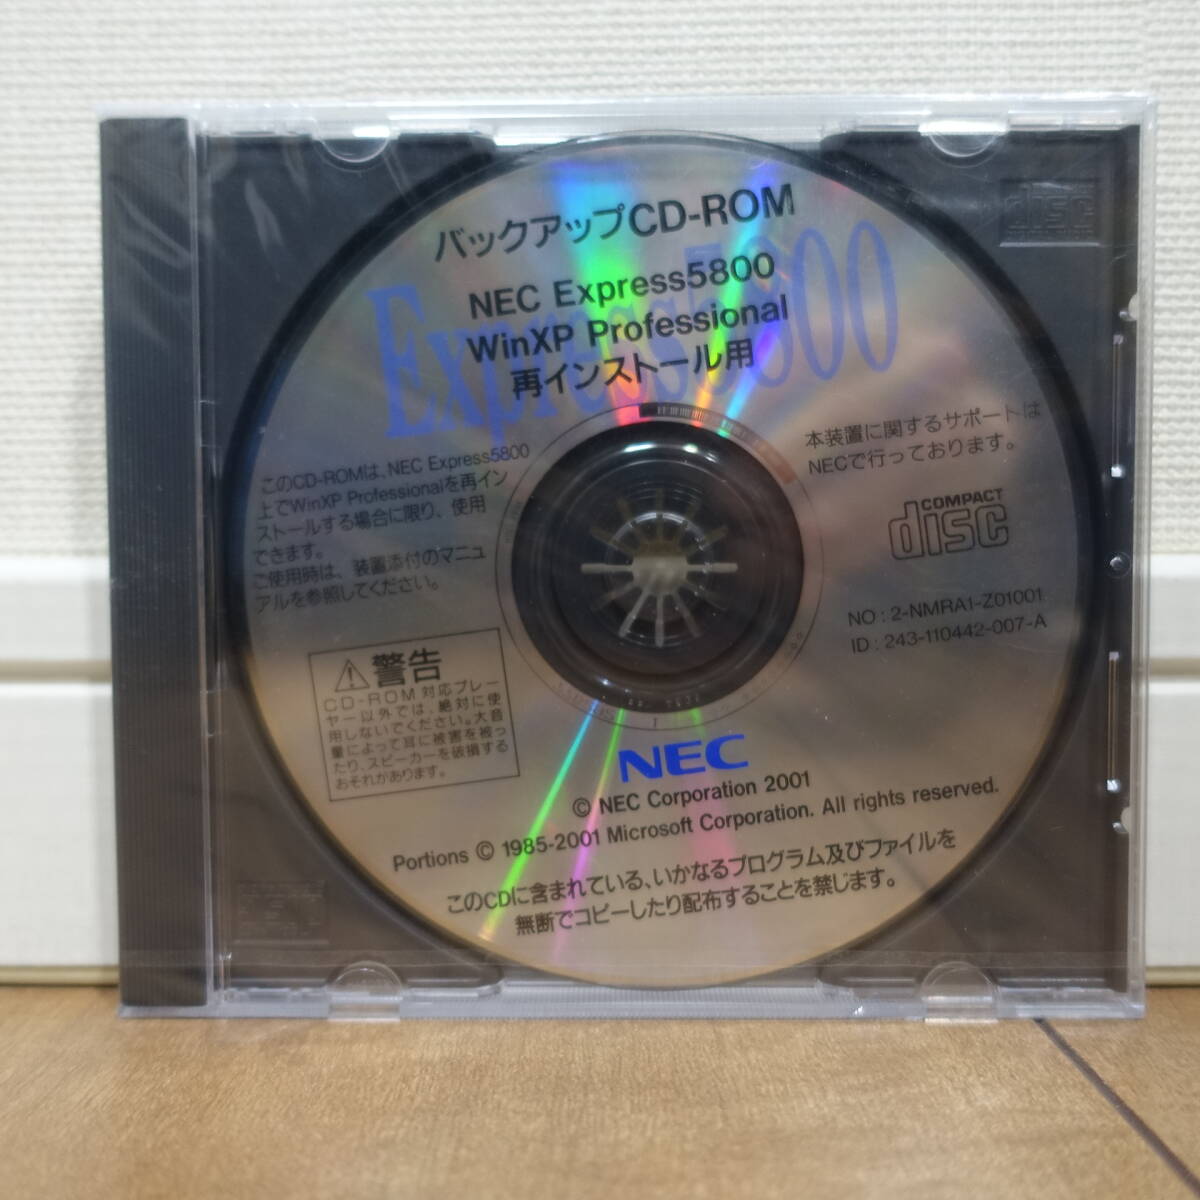 バックアップCD-ROM
Express5800
NEC Express5800
WinXP Professional
再インストール用
このCD-ROMは、NEC Express5800
上でWinXP Professionalを再イン
ストールする場合に限り、使用
できます。
ご使用時は、装置添付のマニュ
アルを参照してください。
本装置に関するサポートは
NECで行っております。
COMPACT
disc
NO : 2-NMRA1-Z01001
ID : 243-110442-007-A
警告
CD-ROM対応プレー
ヤー以外では、絶対に使
用しないでください。大音
量によって耳に被害を被っ
たり、スピーカーを破損する
おそれがあります。
NEC
© NEC Corporation 2001
Portions © 1985-2001 Microsoft Corporation. All rights reserved.
このCDに含まれている、いかなるプログラム及びファイルを
無断でコピーしたり配布することを禁じます。